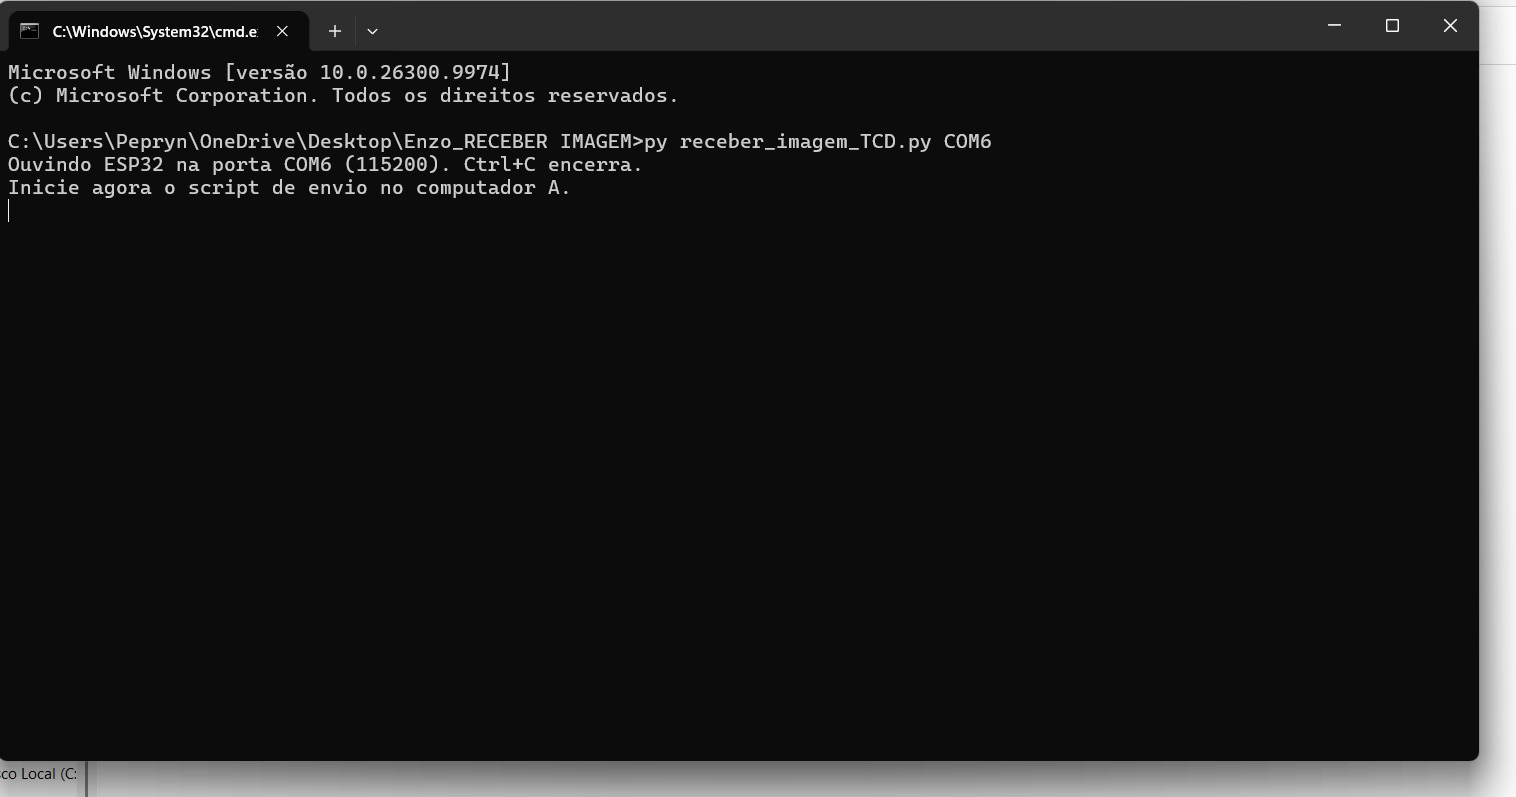 C:\Windows\System32\cmd.e
Microsoft Windows [versão 10.0.26300.9974]
(c) Microsoft Corporation. Todos os direitos reservados.
C:\Users\Pepryn\OneDrive\Desktop\Enzo_RECEBER IMAGEM>py receber_imagem_TCD.py COM6
Ouvindo ESP32 na porta COM6 (115200). Ctrl+C encerra.
Inicie agora o script de envio no computador A.
sco Local (C: